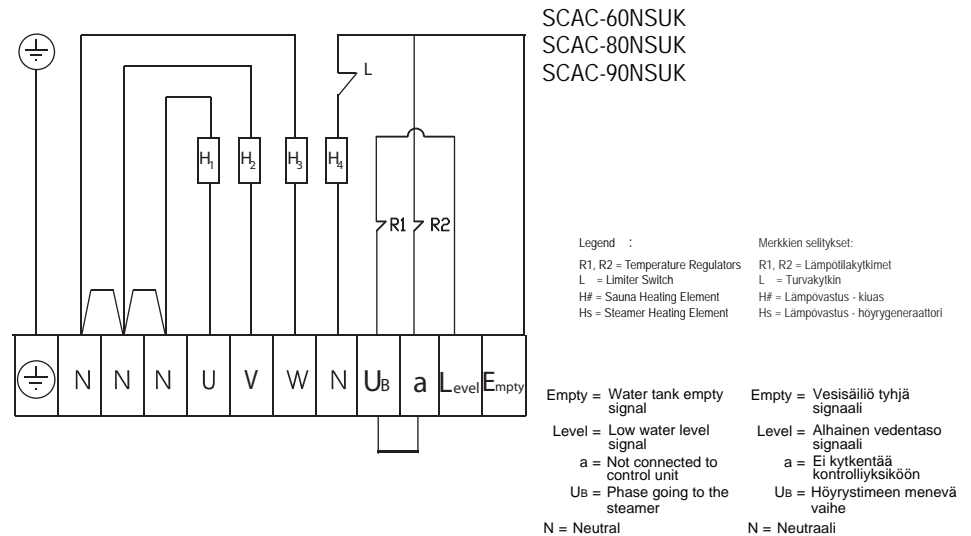 SCAC-60NSUK
SCAC-80NSUK
SCAC-90NSUK
L
H1 H2 H3 H4
R1 R2
N N N U V W N UB a Level Empty
Legend :
R1, R2 = Temperature Regulators
L = Limiter Switch
H# = Sauna Heating Element
Hs = Steamer Heating Element
Merkkien selitykset:
R1, R2 = Lämpötilakytkimet
L = Turvakytkin
H# = Lämpövastus - kiuas
Hs = Lämpövastus - höyrygeneraattori
Empty = Water tank empty
signal
Level = Low water level
signal
a = Not connected to
control unit
UB = Phase going to the
steamer
N = Neutral
Empty = Vesisäiliö tyhjä
signaali
Level = Alhainen vedentaso
signaali
a = Ei kytkentää
kontrolliyksiköön
UB = Höyrystimeen menevä
vaihe
N = Neutraali